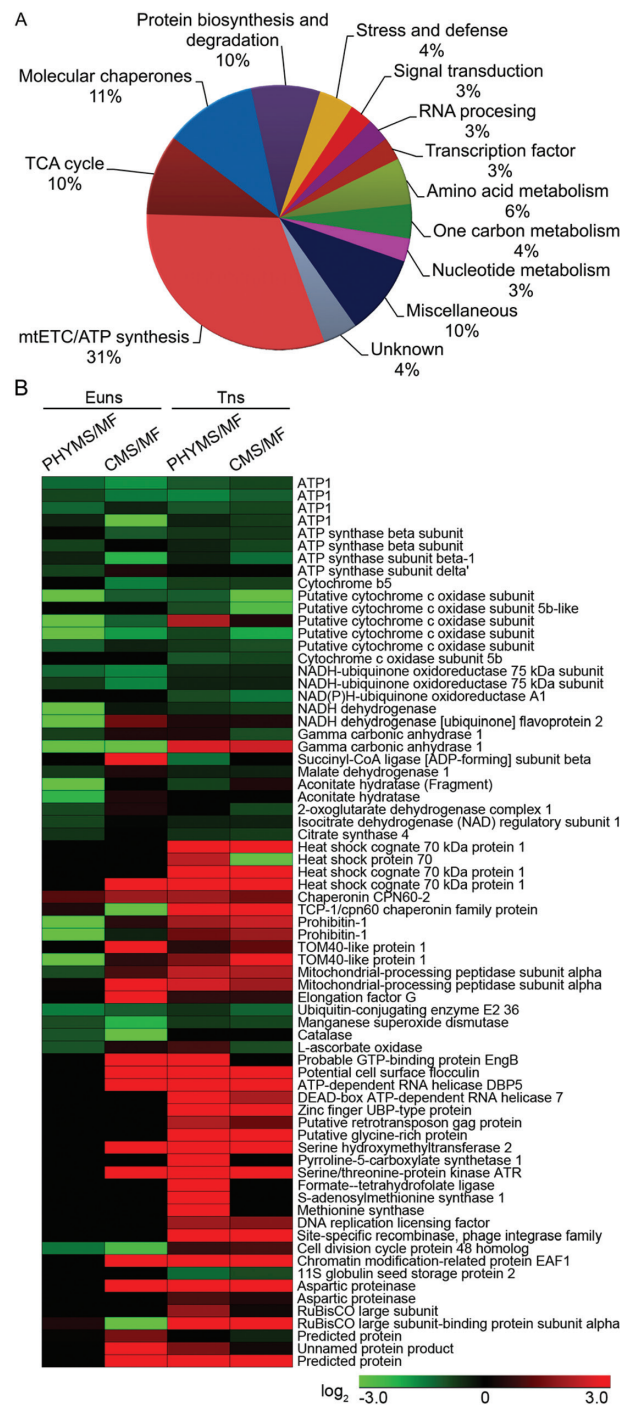 A
Protein biosynthesis and
degradation
10%
Stress and defense
4%
Signal transduction
3%
RNA procesing
3%
Transcription factor
3%
Amino acid metabolism
6%
One carbon metabolism
4%
Nucleotide metabolism
3%
Miscellaneous
10%
Unknown
4%
mtETC/ATP synthesis
31%
TCA cycle
10%
Molecular chaperones
11%
B
Euns
Tns
PHYMS/MF
CMS/MF
PHYMS/MF
CMS/MF
ATP1
ATP1
ATP1
ATP1
ATP synthase beta subunit
ATP synthase beta subunit
ATP synthase subunit beta-1
ATP synthase subunit delta'
Cytochrome b5
Putative cytochrome c oxidase subunit
Putative cytochrome c oxidase subunit 5b-like
Putative cytochrome c oxidase subunit
Putative cytochrome c oxidase subunit
Putative cytochrome c oxidase subunit
Cytochrome c oxidase subunit 5b
NADH-ubiquinone oxidoreductase 75 kDa subunit
NADH-ubiquinone oxidoreductase 75 kDa subunit
NAD(P)H-ubiquinone oxidoreductase A1
NADH dehydrogenase
NADH dehydrogenase [ubiquinone] flavoprotein 2
Gamma carbonic anhydrase 1
Gamma carbonic anhydrase 1
Succinyl-CoA ligase [ADP-forming] subunit beta
Malate dehydrogenase 1
Aconitate hydratase (Fragment)
Aconitate hydratase
2-oxoglutarate dehydrogenase complex 1
Isocitrate dehydrogenase (NAD) regulatory subunit 1
Citrate synthase 4
Heat shock cognate 70 kDa protein 1
Heat shock protein 70
Heat shock cognate 70 kDa protein 1
Heat shock cognate 70 kDa protein 1
Chaperonin CPN60-2
TCP-1/cpn60 chaperonin family protein
Prohibitin-1
Prohibitin-1
TOM40-like protein 1
TOM40-like protein 1
Mitochondrial-processing peptidase subunit alpha
Mitochondrial-processing peptidase subunit alpha
Elongation factor G
Ubiquitin-conjugating enzyme E2 36
Manganese superoxide dismutase
Catalase
L-ascorbate oxidase
Probable GTP-binding protein EngB
Potential cell surface flocculin
ATP-dependent RNA helicase DBP5
DEAD-box ATP-dependent RNA helicase 7
Zinc finger UBP-type protein
Putative retrotransposon gag protein
Putative glycine-rich protein
Serine hydroxymethyltransferase 2
Pyrroline-5-carboxylate synthetase 1
Serine/threonine-protein kinase ATR
Formate--tetrahydrofolate ligase
S-adenosylmethionine synthase 1
Methionine synthase
DNA replication licensing factor
Site-specific recombinase, phage integrase family
Cell division cycle protein 48 homolog
Chromatin modification-related protein EAF1
11S globulin seed storage protein 2
Aspartic proteinase
Aspartic proteinase
RuBisCO large subunit
RuBisCO large subunit-binding protein subunit alpha
Predicted protein
Unnamed protein product
Predicted protein
log2 -3.0 0 3.0